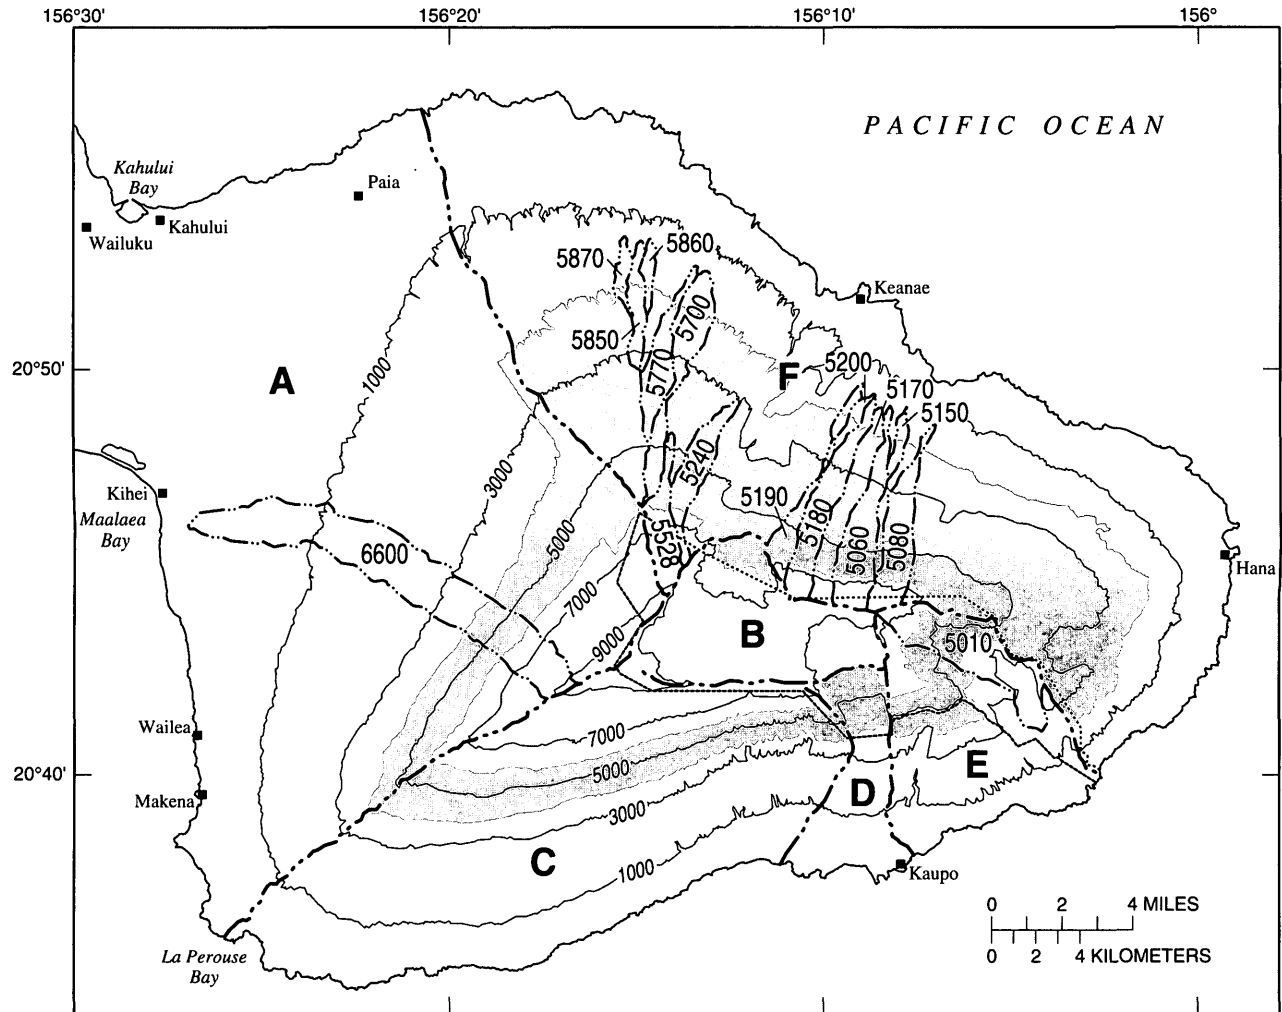 156°30'
156°20'
156°10'
156°
PACIFIC OCEAN
Kahului
Bay
Paia
Kahului
Wailuku
5860
5870
Keanae
5700
5850
20°50'
A
1000
5770
F
5200
5170
5150
3000
5240
Kihei
Maalaea
Bay
5190
5180
5000
5528
5060
5080
6600
Hana
7000
B
9000
5010
Wailea
7000
5000
20°40'
E
Makena
D
3000
C
1000
Kaupo
0 2 4 MILES
0 2 4 KILOMETERS
La Perouse
Bay